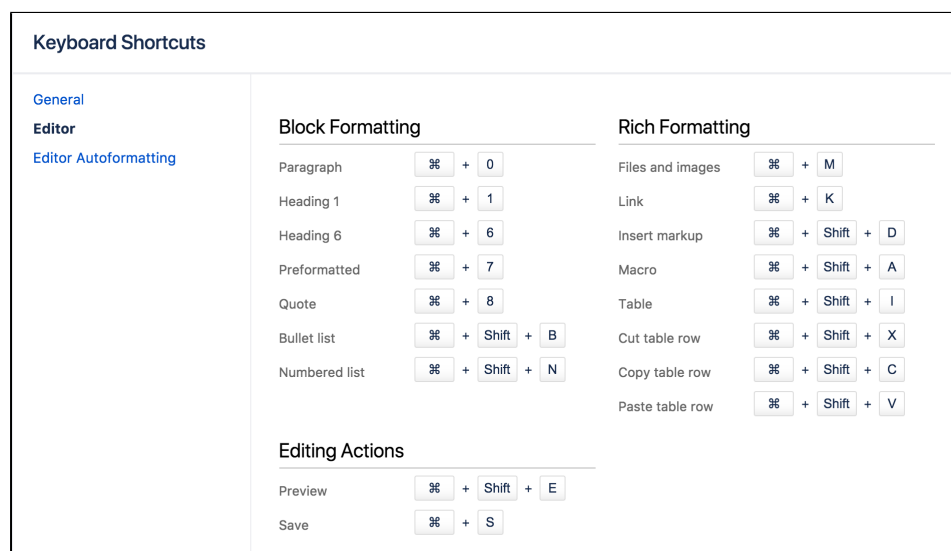 Keyboard Shortcuts
General
Editor
Editor Autoformatting
Block Formatting
Paragraph ⌘ + 0
Heading 1 ⌘ + 1
Heading 6 ⌘ + 6
Preformatted ⌘ + 7
Quote ⌘ + 8
Bullet list ⌘ + Shift + B
Numbered list ⌘ + Shift + N
Rich Formatting
Files and images ⌘ + M
Link ⌘ + K
Insert markup ⌘ + Shift + D
Macro ⌘ + Shift + A
Table ⌘ + Shift + I
Cut table row ⌘ + Shift + X
Copy table row ⌘ + Shift + C
Paste table row ⌘ + Shift + V
Editing Actions
Preview ⌘ + Shift + E
Save ⌘ + S